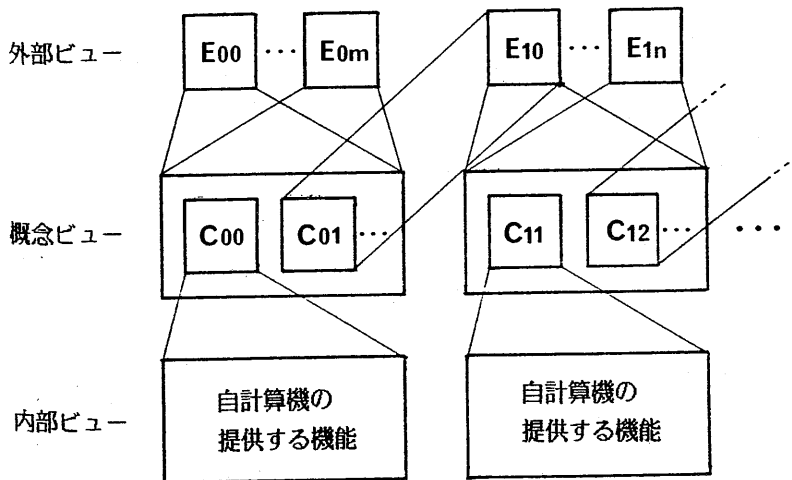 外部ビュー E00 ··· E0m E10 ··· E1n
概念ビュー C00 C01 ··· C11 C12 ··· ···
内部ビュー
自計算機の
提供する機能
自計算機の
提供する機能